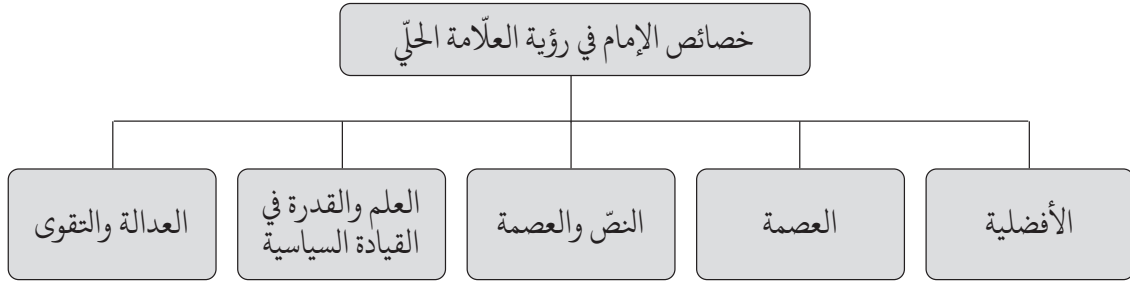 خصائص الإمام في رؤية العلّامة الحلّي
الأفضلية
العصمة
النصّ والعصمة
العلم والقدرة في
القيادة السياسية
العدالة والتقوى